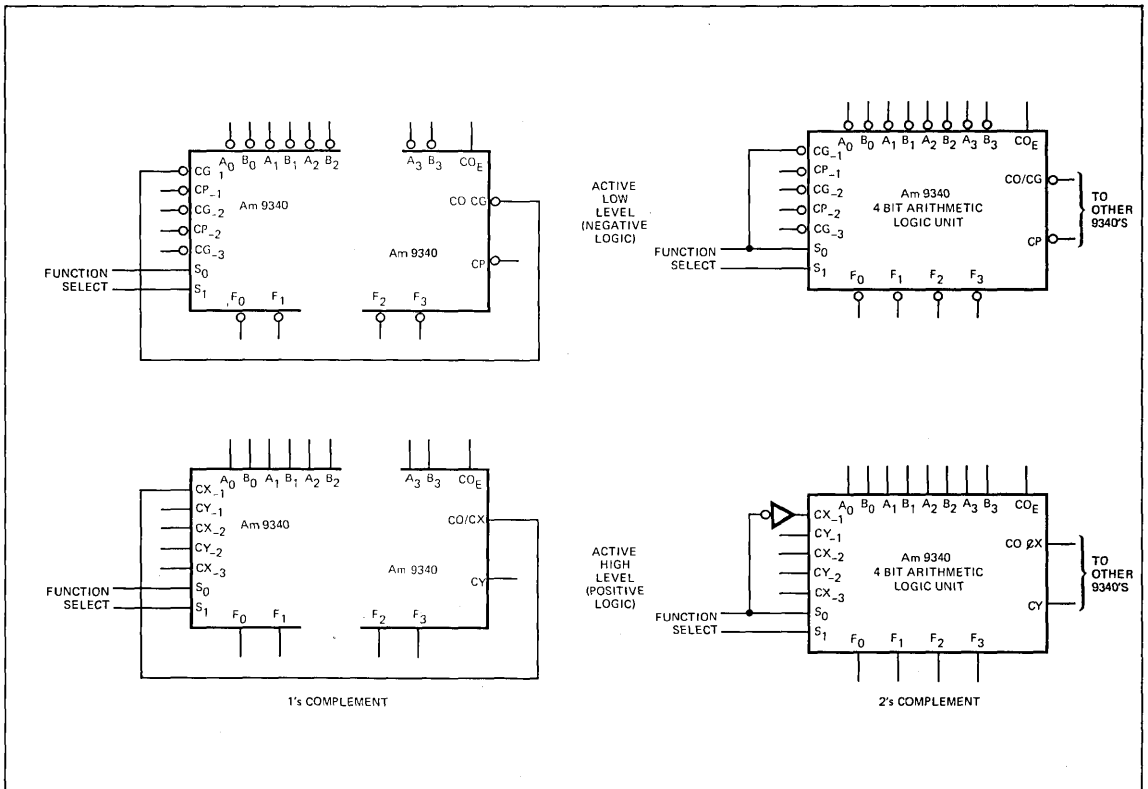 A0 B0 A1 B1 A2 B2
A3 B3 COE
CG1
CP-1
CG-2
CP-2
CG-3
S0
S1
Am 9340
CO CG
Am 9340
CP
FUNCTION
SELECT
F0 F1
F2 F3
ACTIVE
LOW
LEVEL
(NEGATIVE
LOGIC)
A0 B0 A1 B1 A2 B2 A3 B3 COE
CG-1
CP-1
CG-2
CP-2
CG-3
S0
S1
Am 9340
4 BIT ARITHMETIC
LOGIC UNIT
CO/CG
CP
TO
OTHER
9340'S
FUNCTION
SELECT
F0 F1 F2 F3
A0 B0 A1 B1 A2 B2
A3 B3 COE
CX-1
CY-1
CX-2
CY-2
CX-3
S0
S1
Am 9340
CO/CX
Am 9340
CY
FUNCTION
SELECT
F0 F1
F2 F3
1's COMPLEMENT
ACTIVE
HIGH
LEVEL
(POSITIVE
LOGIC)
A0 B0 A1 B1 A2 B2 A3 B3 COE
CX-1
CY-1
CX-2
CY-2
CX-3
S0
S1
Am 9340
4 BIT ARITHMETIC
LOGIC UNIT
CO/CX
CY
TO
OTHER
9340'S
FUNCTION
SELECT
F0 F1 F2 F3
2's COMPLEMENT